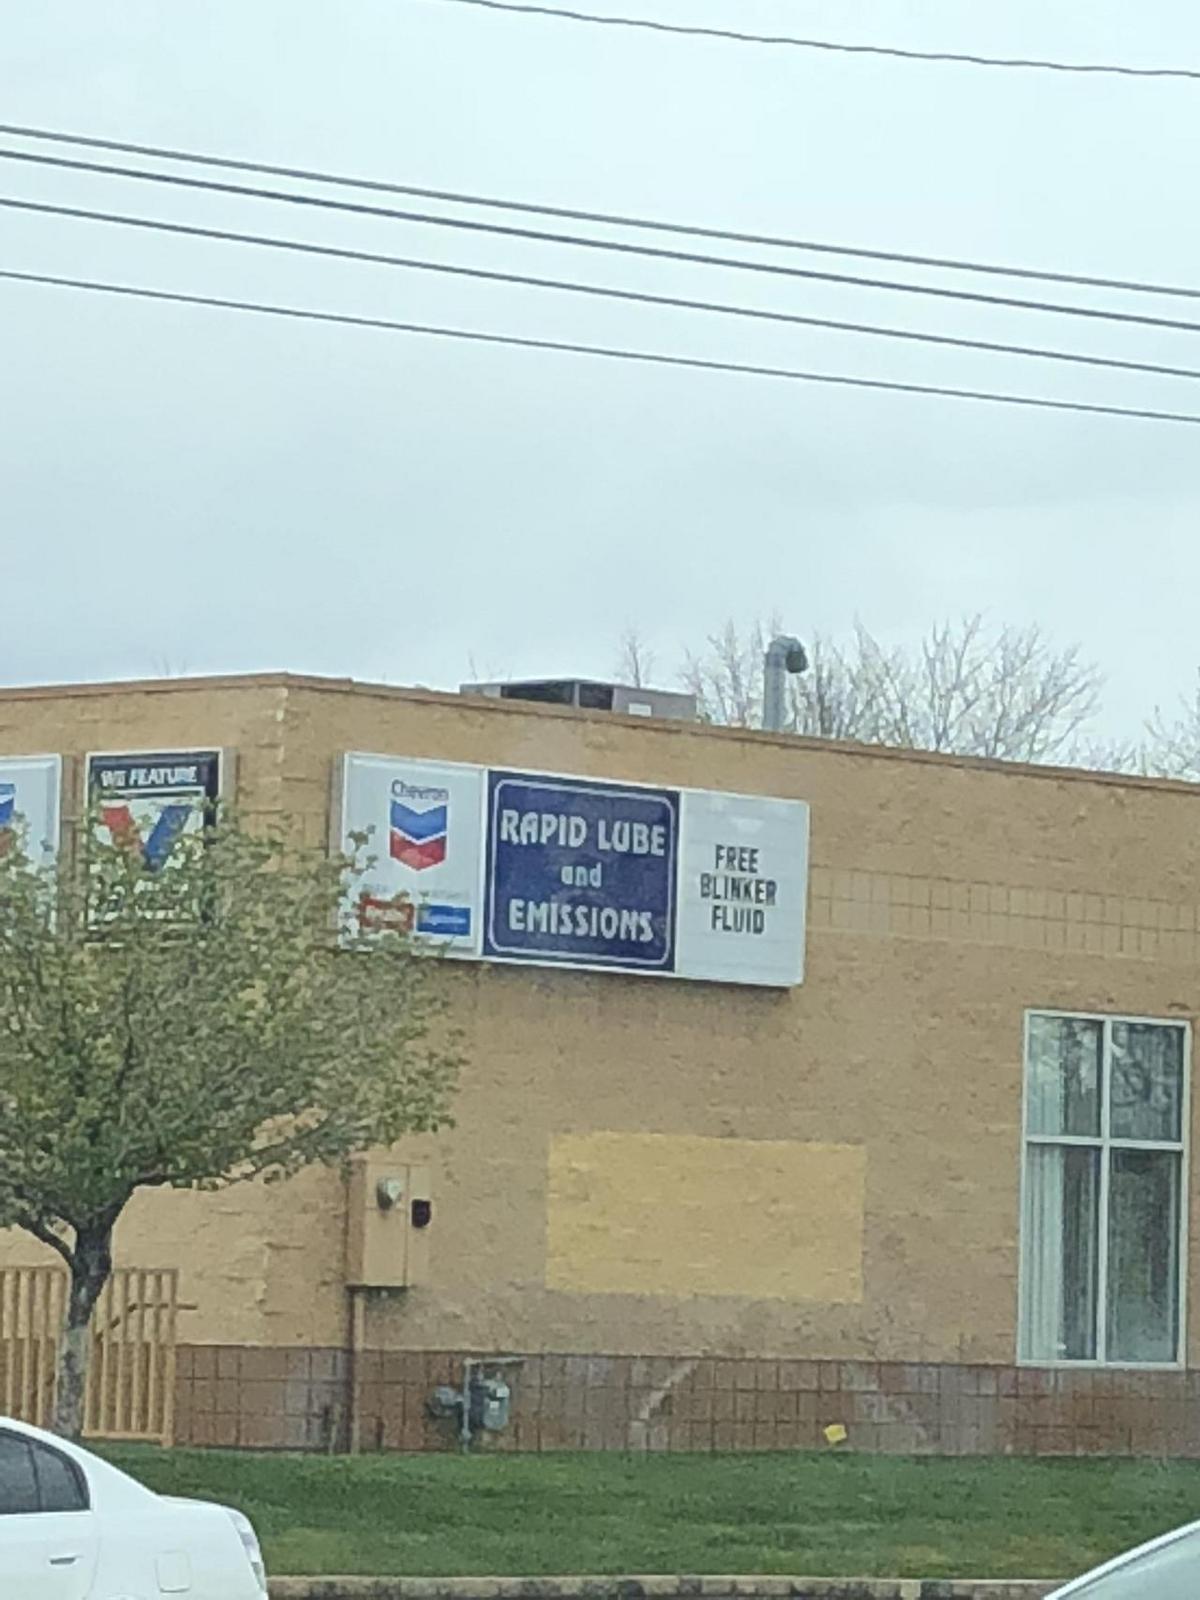 WE FEATURE
Chevron
RAPID LUBE
and
EMISSIONS
FREE
BLINKER
FLUID